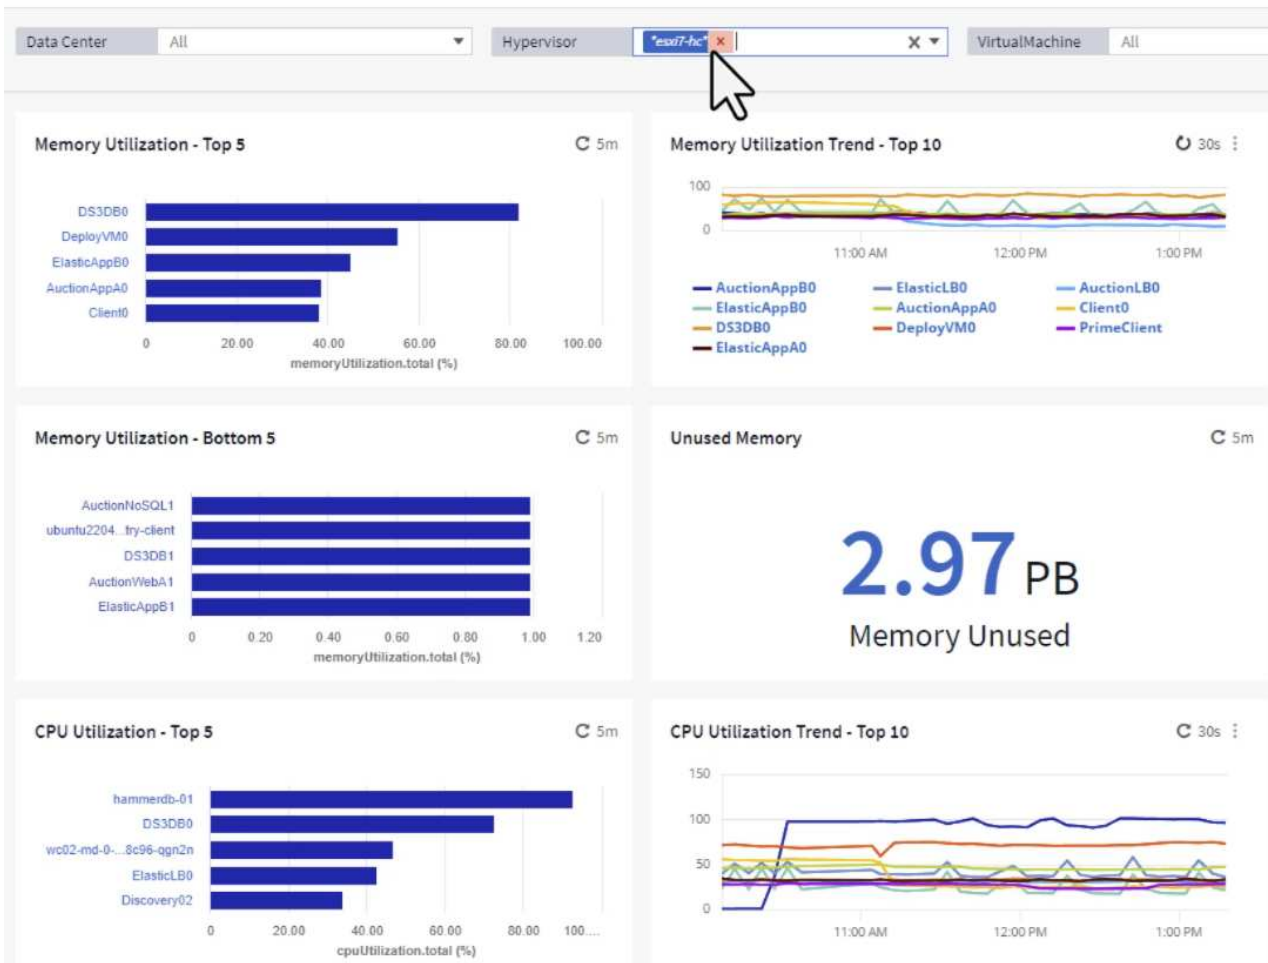 Data Center All Hypervisor *esxi7-hc* × VirtualMachine All
Memory Utilization - Top 5 5m
DS3DB0
DeployVM0
ElasticAppB0
AuctionAppA0
Client0
0 20.00 40.00 60.00 80.00 100.00
memoryUtilization.total (%)
Memory Utilization Trend - Top 10 30s
100
0
11:00 AM 12:00 PM 1:00 PM
AuctionAppB0 ElasticLB0 AuctionLB0
ElasticAppB0 AuctionAppA0 Client0
DS3DB0 DeployVM0 PrimeClient
ElasticAppA0
Memory Utilization - Bottom 5 5m
AuctionNoSQL1
ubuntu2204...try-client
DS3DB1
AuctionWebA1
ElasticAppB1
0 0.20 0.40 0.60 0.80 1.00 1.20
memoryUtilization.total (%)
Unused Memory 5m
2.97 PB
Memory Unused
CPU Utilization - Top 5 5m
hammerdb-01
DS3DB0
wc02-md-0-...8c96-qgn2n
ElasticLB0
Discovery02
0 20.00 40.00 60.00 80.00 100....
cpuUtilization.total (%)
CPU Utilization Trend - Top 10 30s
150
100
50
0
11:00 AM 12:00 PM 1:00 PM